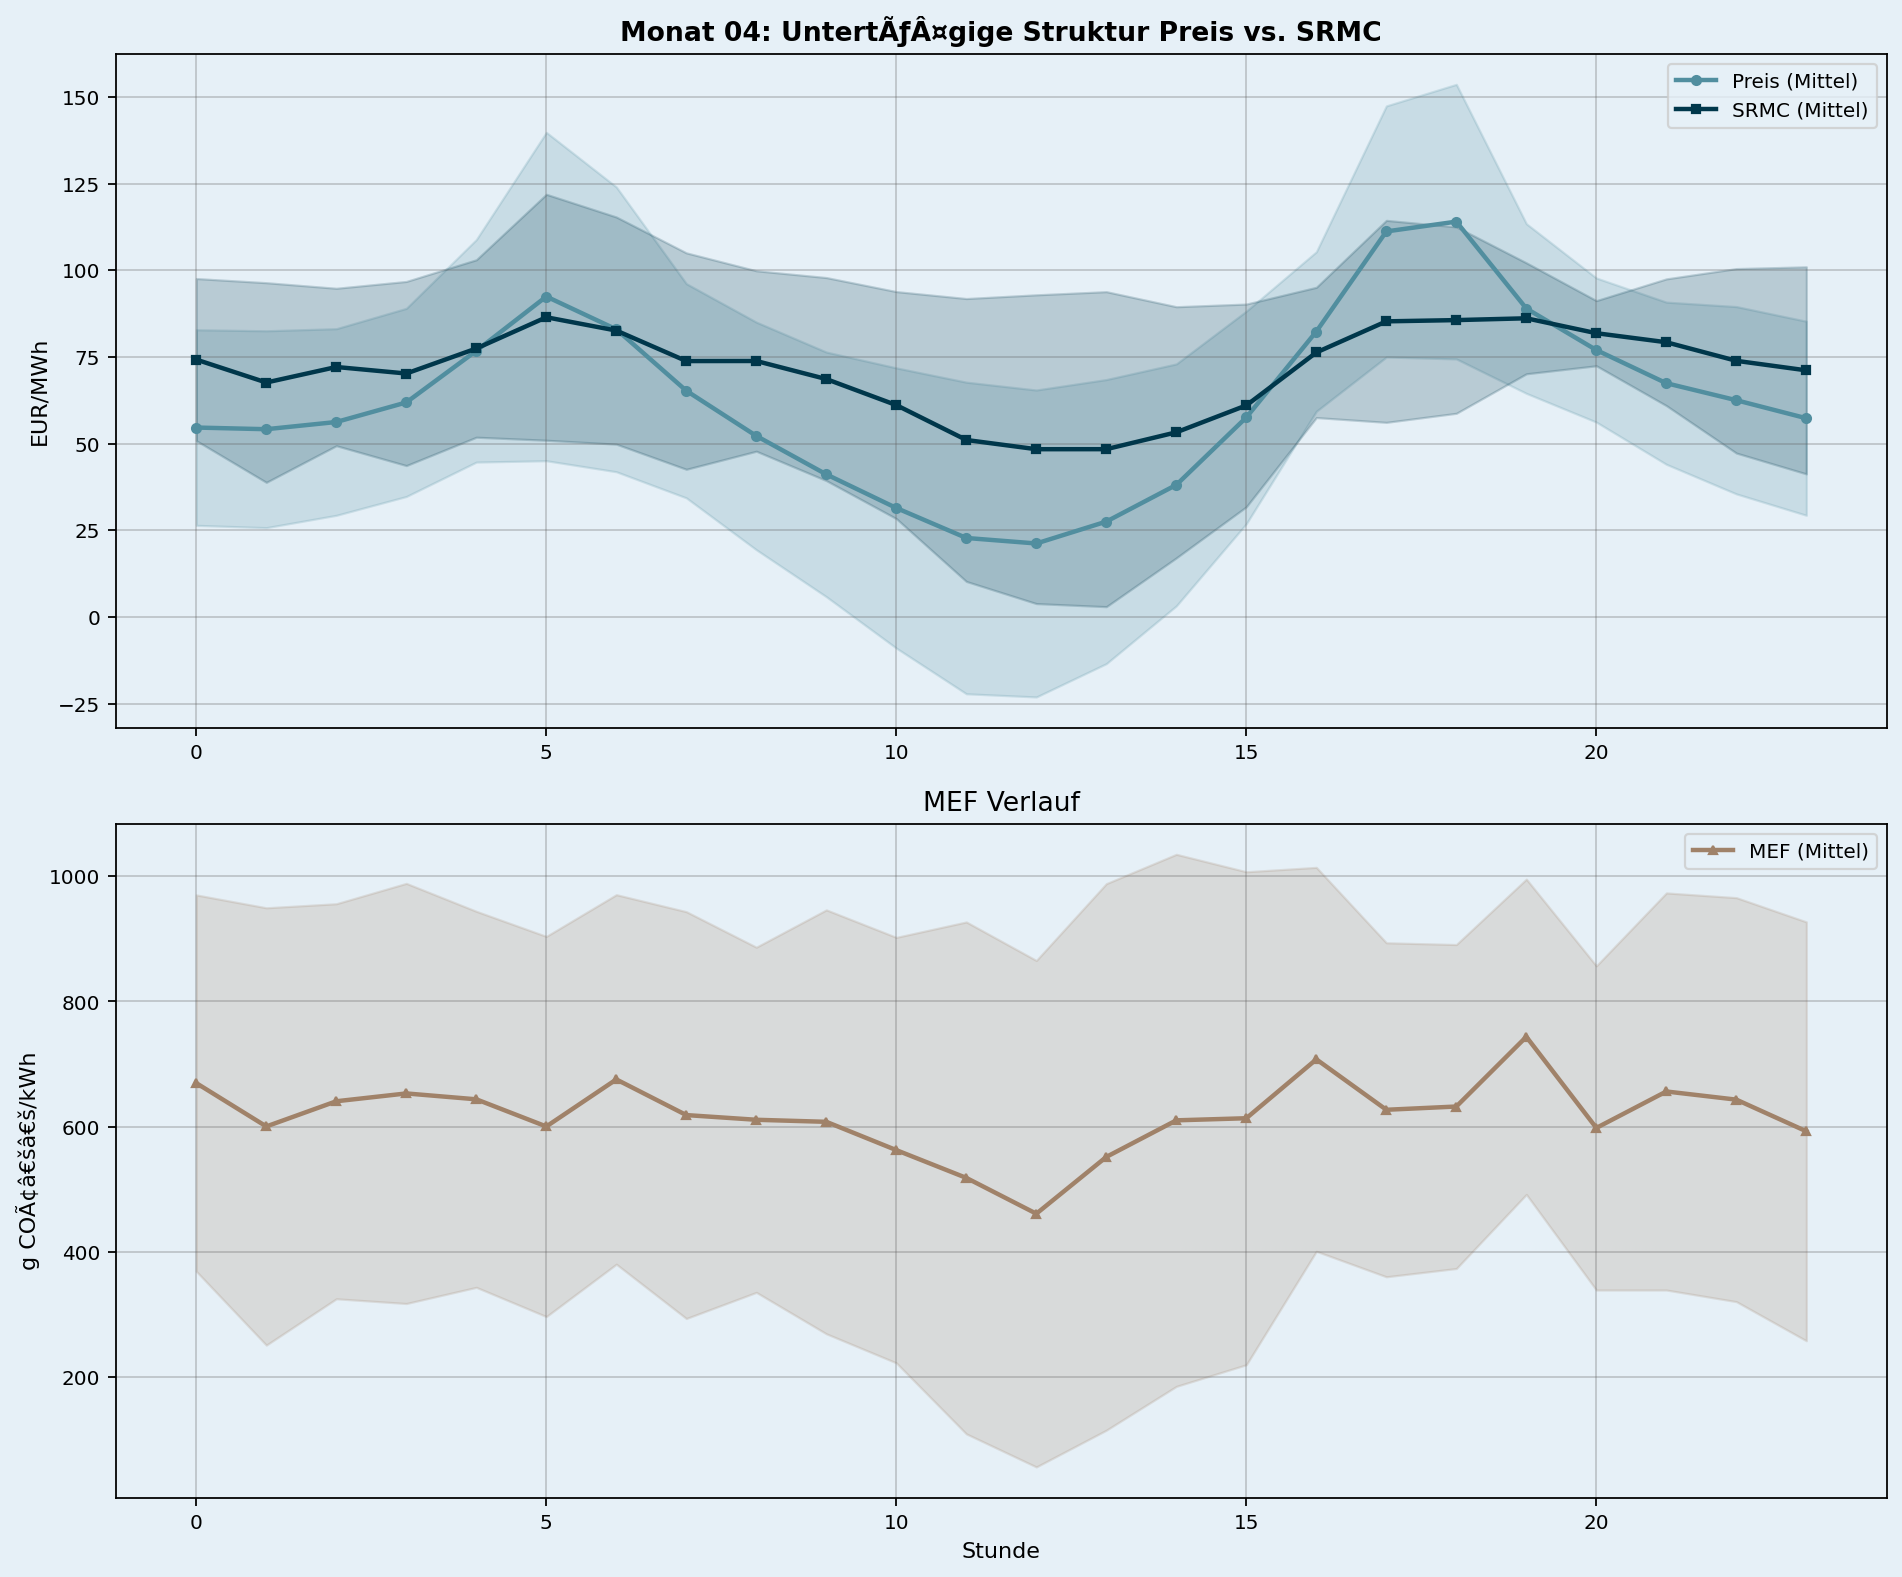 Monat 04: UntertÃƒÂ¤gige Struktur Preis vs. SRMC
Preis (Mittel)
SRMC (Mittel)
EUR/MWh
150
125
100
75
50
25
0
−25
0 5 10 15 20
MEF Verlauf
MEF (Mittel)
g COÃ¢â€šâ€š/kWh
1000
800
600
400
200
0 5 10 15 20
Stunde